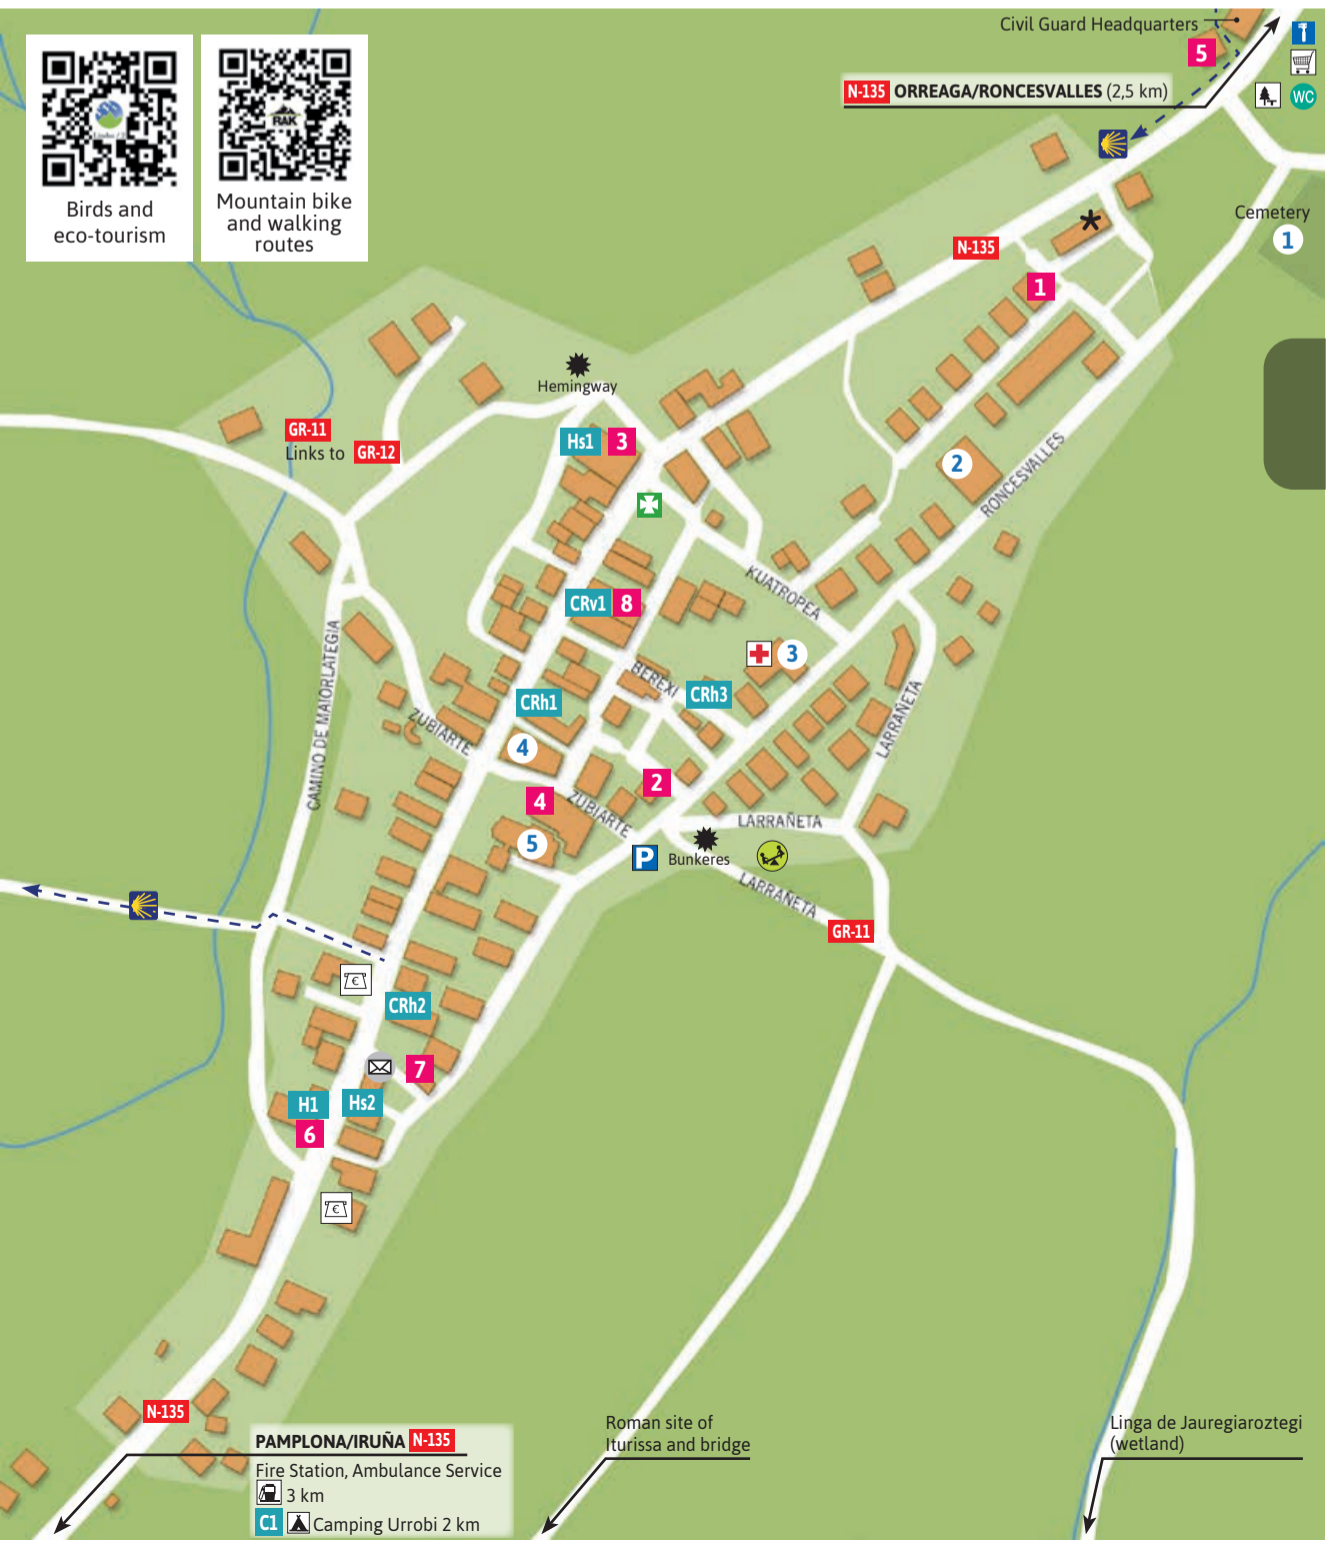 Civil Guard Headquarters
5
N-135 ORREAGA/RONCESVALLES (2,5 km)
WC
Birds and
eco-tourism
RAK
Mountain bike
and walking
routes
Cemetery
1
N-135
1
Hemingway
GR-11
Links to GR-12
Hs1 3
2
RONCESVALLES
KUATROPEA
CRv1 8
3
BEREXI
CRh3
CRh1
CAMINO DE MAIORLATEGIA
ZUBIARTE
4
LARRAÑETA
2
4
ZUBIARTE
LARRAÑETA
5
P
Bunkeres
LARRAÑETA
GR-11
€
CRh2
7
H1
Hs2
6
€
N-135
PAMPLONA/IRUÑA N-135
Fire Station, Ambulance Service
3 km
C1 Camping Urrobi 2 km
Roman site of
Iturissa and bridge
Linga de Jauregiaroztegi
(wetland)